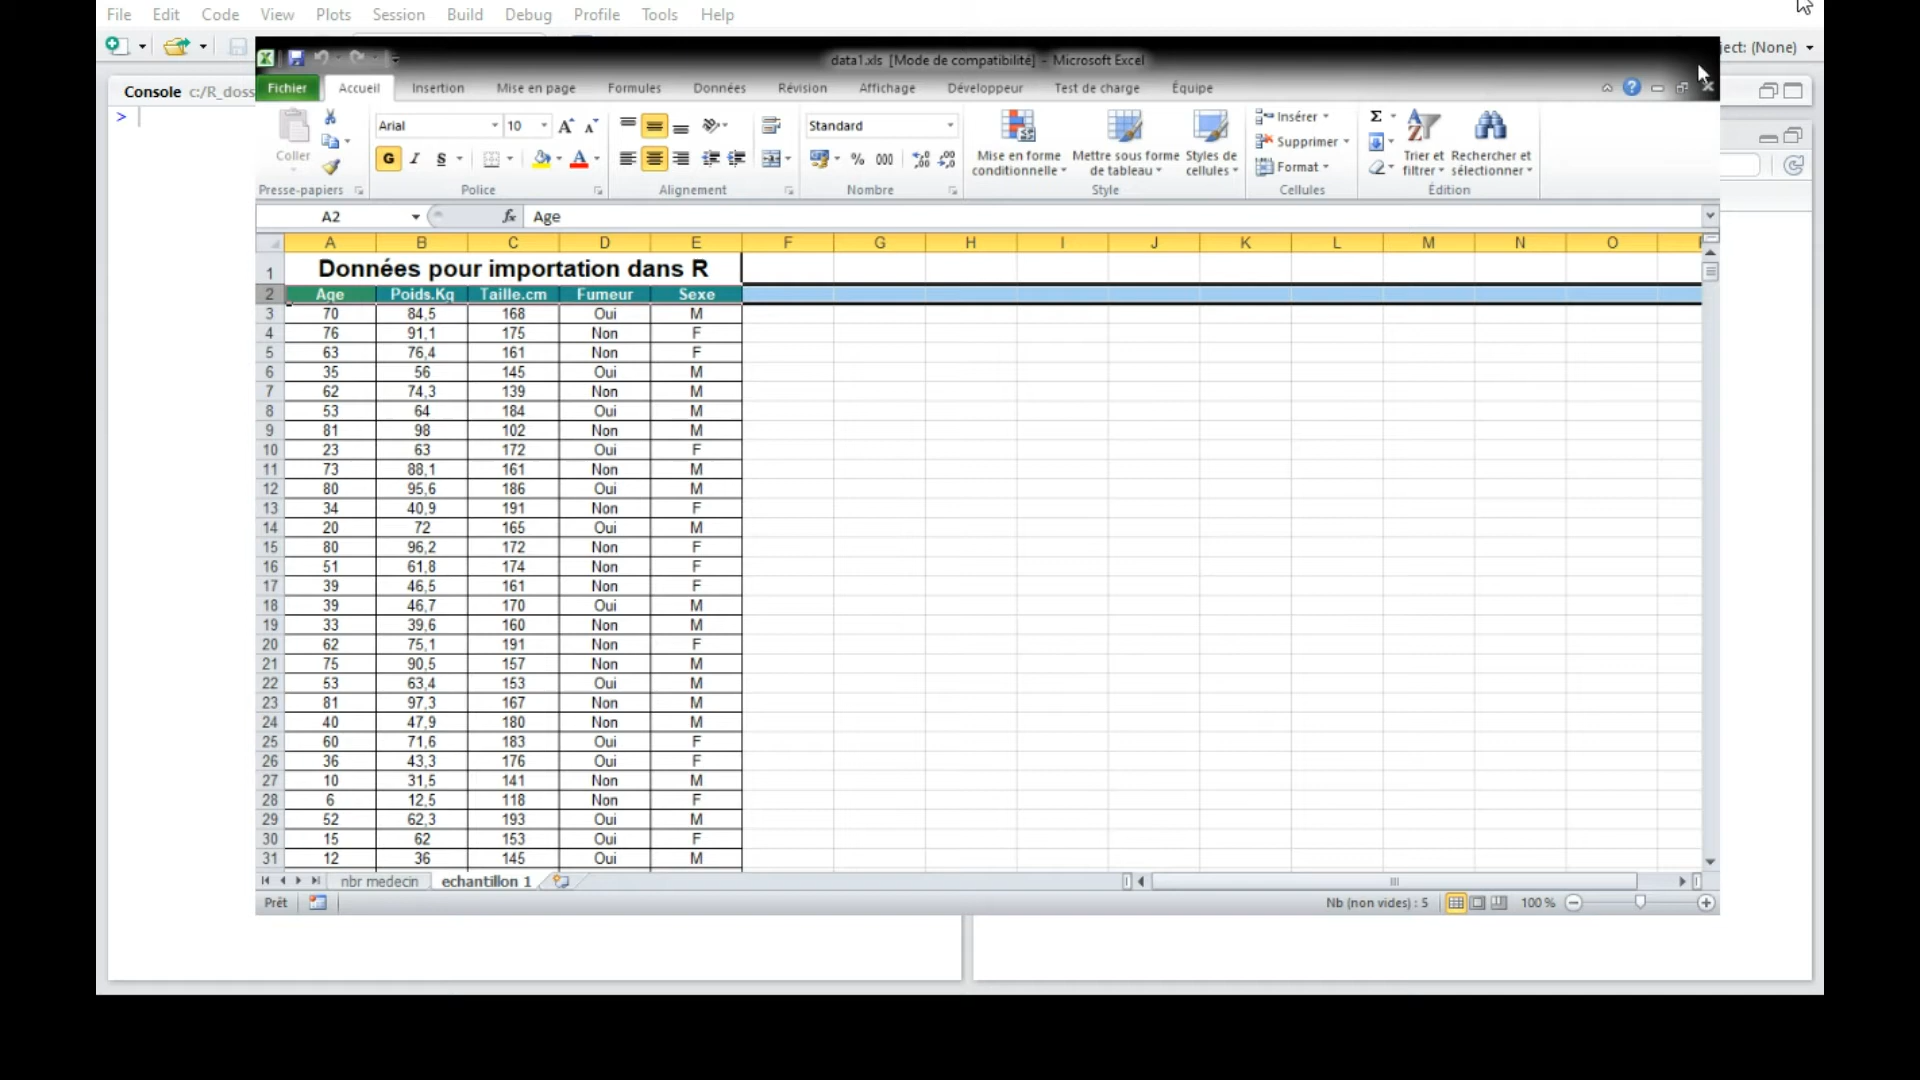 File Edit Code View Plots Session Build Debug Profile Tools Help
ject: (None)
Console c:/R_doss
>
data1.xls [Mode de compatibilité] - Microsoft Excel
Fichier Accueil Insertion Mise en page Formules Données Révision Affichage Développeur Test de charge Équipe
Coller
Arial 10
G I S
Standard
% 000
Mise en forme conditionnelle
Mettre sous forme de tableau
Styles de cellules
Insérer
Supprimer
Format
Trier et filtrer
Rechercher et sélectionner
Presse-papiers Police Alignement Nombre Style Cellules Édition
A2 fx Age
A B C D E F G H I J K L M N O
1 Données pour importation dans R
2 Age Poids.Kg Taille.cm Fumeur Sexe
3 70 84,5 168 Oui M
4 76 91,1 175 Non F
5 63 76,4 161 Non F
6 35 56 145 Oui M
7 62 74,3 139 Non M
8 53 64 184 Oui M
9 81 98 102 Non M
10 23 63 172 Oui F
11 73 88,1 161 Non M
12 80 95,6 186 Oui M
13 34 40,9 191 Non F
14 20 72 165 Oui M
15 80 96,2 172 Non F
16 51 61,8 174 Non F
17 39 46,5 161 Non F
18 39 46,7 170 Oui M
19 33 39,6 160 Non M
20 62 75,1 191 Non F
21 75 90,5 157 Non M
22 53 63,4 153 Oui M
23 81 97,3 167 Non M
24 40 47,9 180 Non M
25 60 71,6 183 Oui F
26 36 43,3 176 Oui F
27 10 31,5 141 Non M
28 6 12,5 118 Non F
29 52 62,3 193 Oui M
30 15 62 153 Oui F
31 12 36 145 Oui M
nbr medecin echantillon 1
Prêt Nb (non vides) : 5 100 %